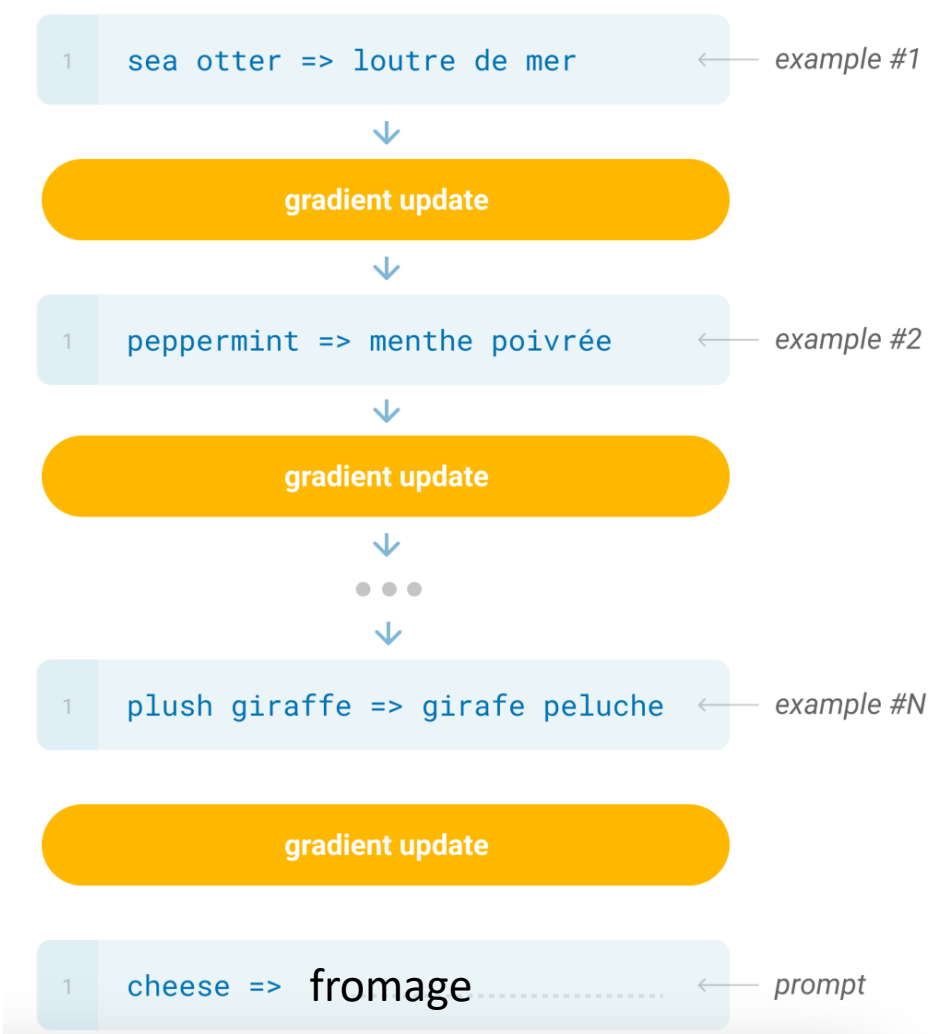 1 sea otter => loutre de mer example #1
gradient update
1 peppermint => menthe poivrée example #2
gradient update
1 plush giraffe => girafe peluche example #N
gradient update
1 cheese => fromage prompt